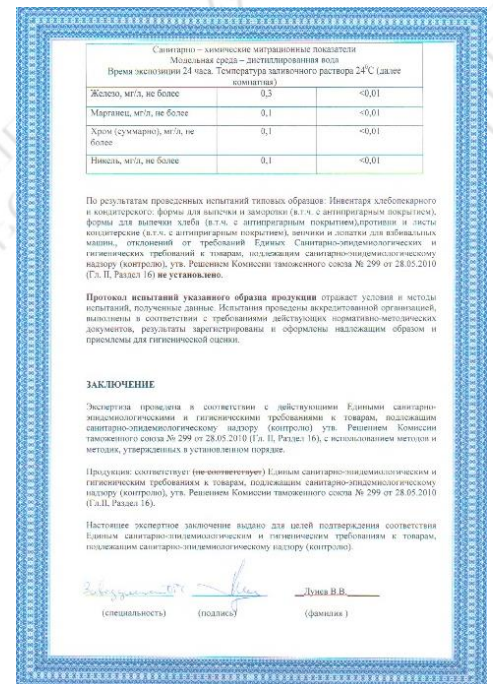 Санитарно – химические миграционные показатели
Модельная среда – дистиллированная вода
Время экспозиции 24 часа. Температура заливочного раствора 24⁰С (далее
комнатная)
Железо, мг/л, не более 0,3 <0,01
Марганец, мг/л, не более 0,1 <0,01
Хром (суммарно), мг/л, не 0,1 <0,01
более
Никель, мг/л, не более 0,1 <0,01
По результатам проведенных испытаний типовых образцов: Инвентаря хлебопекарного
и кондитерского: формы для выпечки и заморозки (в.т.ч. с антипригарным покрытием),
формы для выпечки хлеба (в.т.ч. с антипригарным покрытием),противни и листы
кондитерские (в.т.ч. с антипригарным покрытием), венчики и лопатки для взбивальных
машин., отклонений от требований Единых Санитарно-эпидемиологических и
гигиенических требований к товарам, подлежащим санитарно-эпидемиологическому
надзору (контролю), утв. Решением Комиссии таможенного союза № 299 от 28.05.2010
(Гл. II, Раздел 16) не установлено.
Протокол испытаний указанного образца продукции отражает условия и методы
испытаний, полученные данные. Испытания проведены аккредитованной организацией,
выполнены в соответствии с требованиями действующих нормативно-методических
документов, результаты зарегистрированы и оформлены надлежащим образом и
приемлемы для гигиенической оценки.
ЗАКЛЮЧЕНИЕ
Экспертиза проведена в соответствии с действующими Едиными санитарно-
эпидемиологическими и гигиеническими требованиями к товарам, подлежащим
санитарно-эпидемиологическому надзору (контролю) утв. Решением Комиссии
таможенного союза № 299 от 28.05.2010 (Гл. II, Раздел 16), с использованием методов и
методик, утвержденных в установленном порядке.
Продукция: соответствует (не соответствует) Единым санитарно-эпидемиологическим и
гигиеническим требованиям к товарам, подлежащим санитарно-эпидемиологическому
надзору (контролю), утв. Решением Комиссии таможенного союза № 299 от 28.05.2010
(Гл.II, Раздел 16).
Настоящее экспертное заключение выдано для целей подтверждения соответствия
Единым санитарно-эпидемиологическим и гигиеническим требованиям к товарам,
подлежащим санитарно-эпидемиологическому надзору (контролю).
Лунев В.В.
(специальность) (подпись) (фамилия )